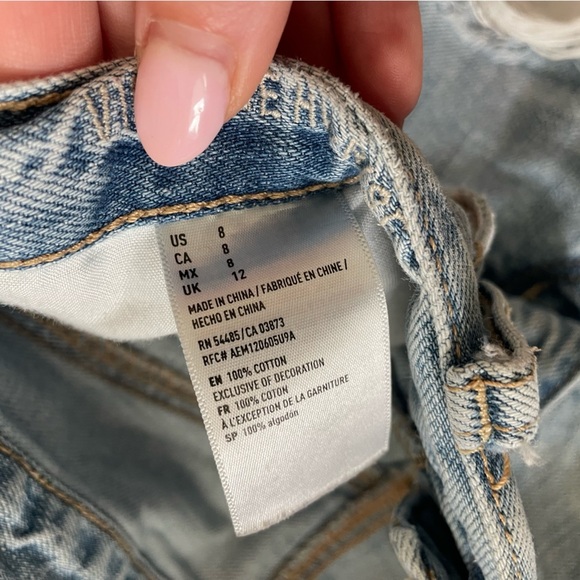 US 8
CA 8
MX 8
UK 12
MADE IN CHINA / FABRIQUÉ EN CHINE /
HECHO EN CHINA
RN 54485/CA 03873
RFC# AEM120605U9A
EN 100% COTTON
EXCLUSIVE OF DECORATION
FR 100% COTON
À L'EXCEPTION DE LA GARNITURE
SP 100% algodón